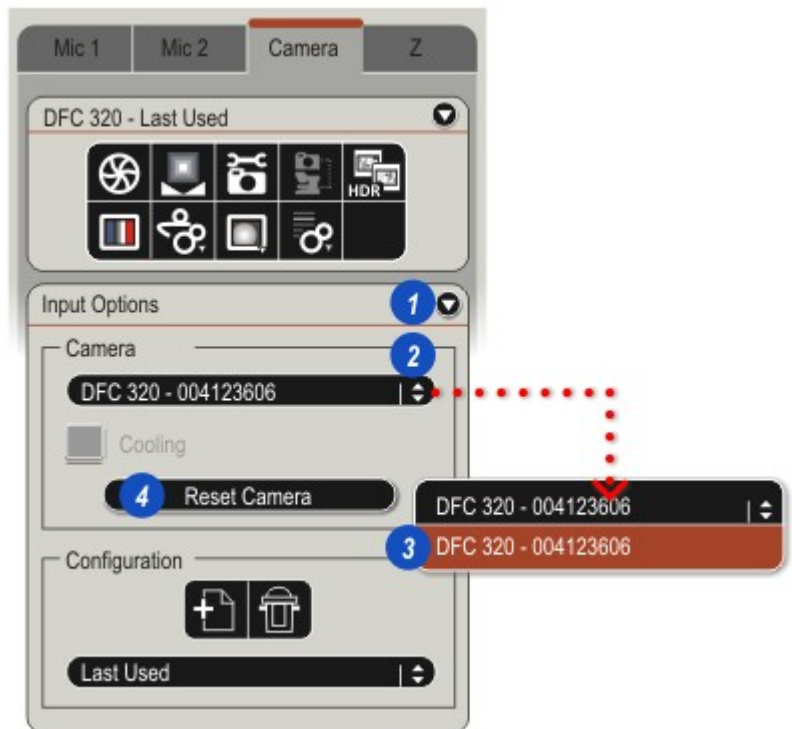 Mic 1 Mic 2 Camera Z
DFC 320 - Last Used
HDR
Input Options 1
Camera 2
DFC 320 - 004123606
Cooling
4 Reset Camera
DFC 320 - 004123606
3 DFC 320 - 004123606
Configuration
Last Used